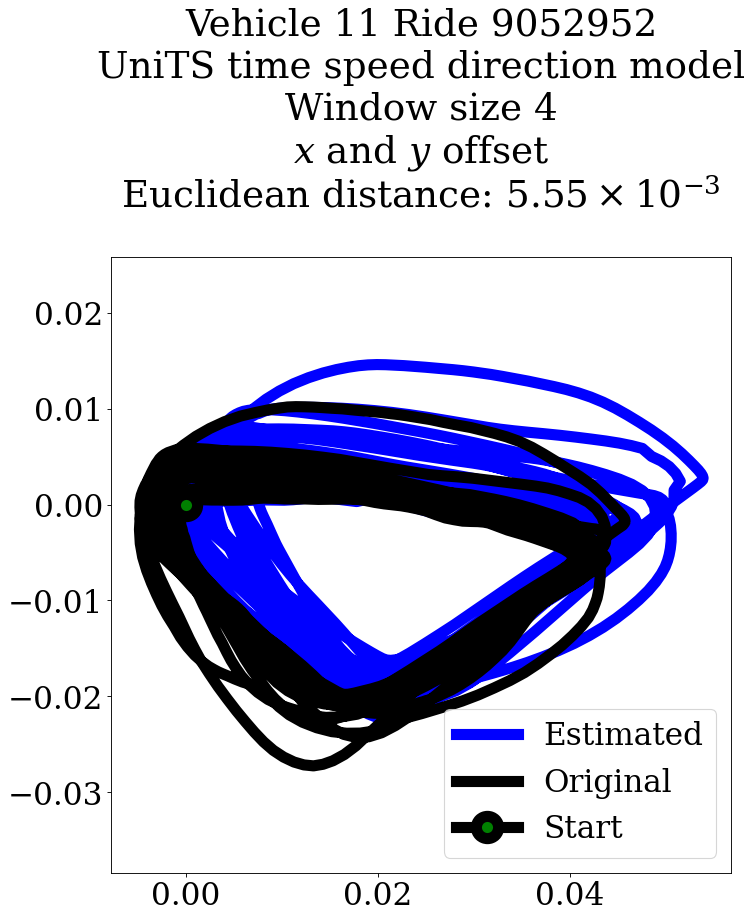 Vehicle 11 Ride 9052952
UniTS time speed direction model
Window size 4
x and y offset
Euclidean distance: 5.55 × 10⁻³
0.02
0.01
0.00
−0.01
−0.02
−0.03
0.00 0.02 0.04
Estimated
Original
Start